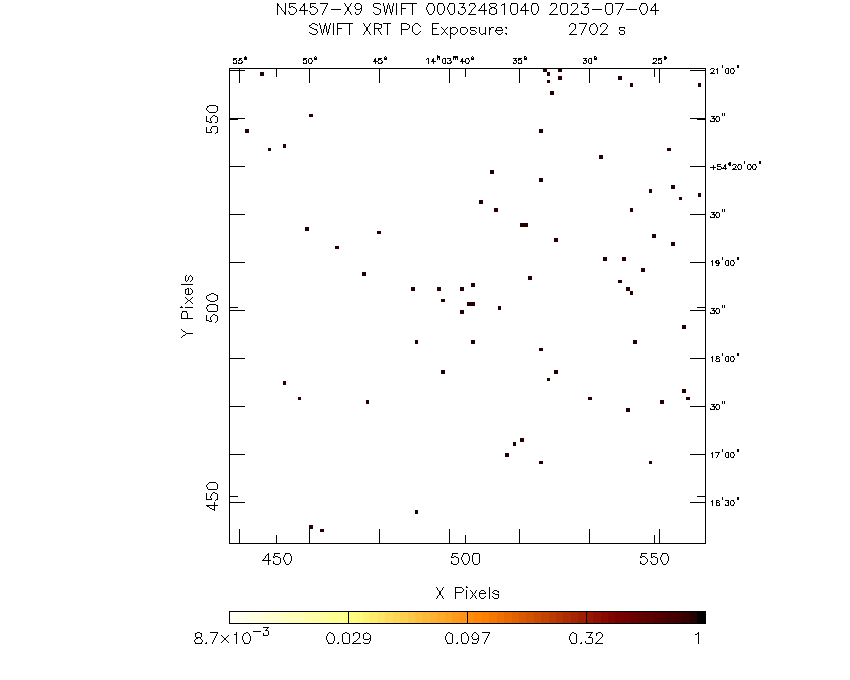 N5457-X9 SWIFT 00032481040 2023-07-04
SWIFT XRT PC Exposure: 2702 s
55ˢ 50ˢ 45ˢ 14ʰ03ᵐ40ˢ 35ˢ 30ˢ 25ˢ
21'00"
30"
+54°20'00"
30"
19'00"
30"
18'00"
30"
17'00"
16'30"
550
500
450
Y Pixels
450 500 550
X Pixels
8.7×10⁻³ 0.029 0.097 0.32 1